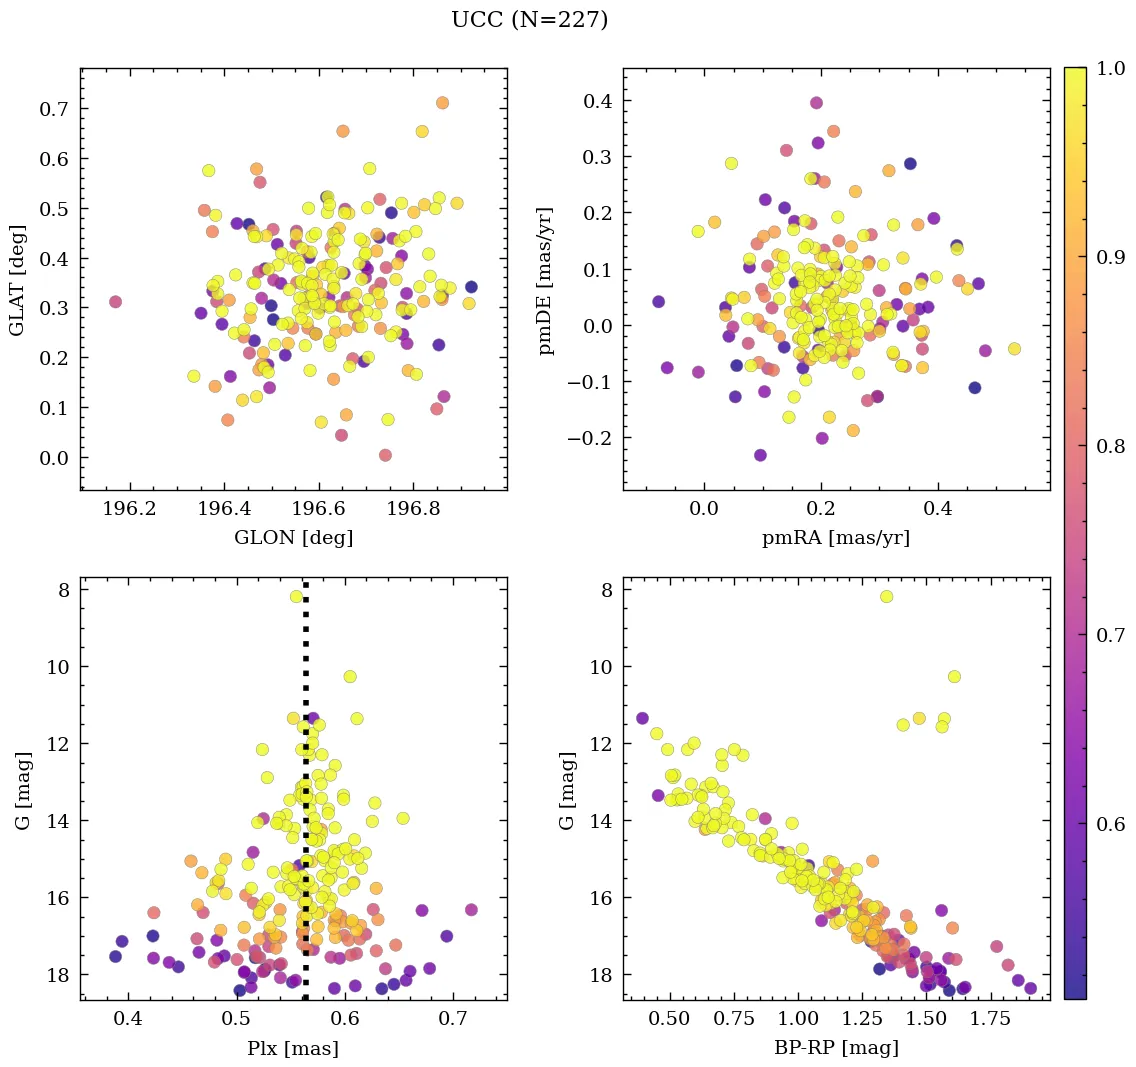 UCC (N=227)
0.7
0.6
0.5
0.4
0.3
0.2
0.1
0.0
GLAT [deg]
196.2 196.4 196.6 196.8
GLON [deg]
0.4
0.3
0.2
0.1
0.0
−0.1
−0.2
pmDE [mas/yr]
0.0 0.2 0.4
pmRA [mas/yr]
8
10
12
14
16
18
G [mag]
0.4 0.5 0.6 0.7
Plx [mas]
8
10
12
14
16
18
G [mag]
0.50 0.75 1.00 1.25 1.50 1.75
BP-RP [mag]
1.0
0.9
0.8
0.7
0.6